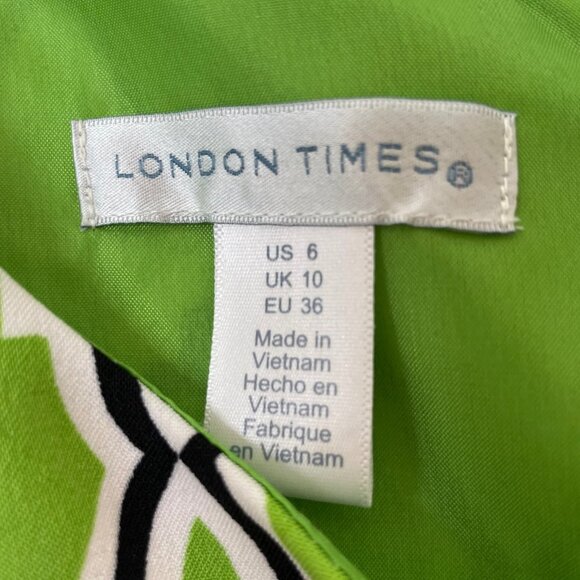 LONDON TIMES®
US 6
UK 10
EU 36
Made in
Vietnam
Hecho en
Vietnam
Fabrique
en Vietnam